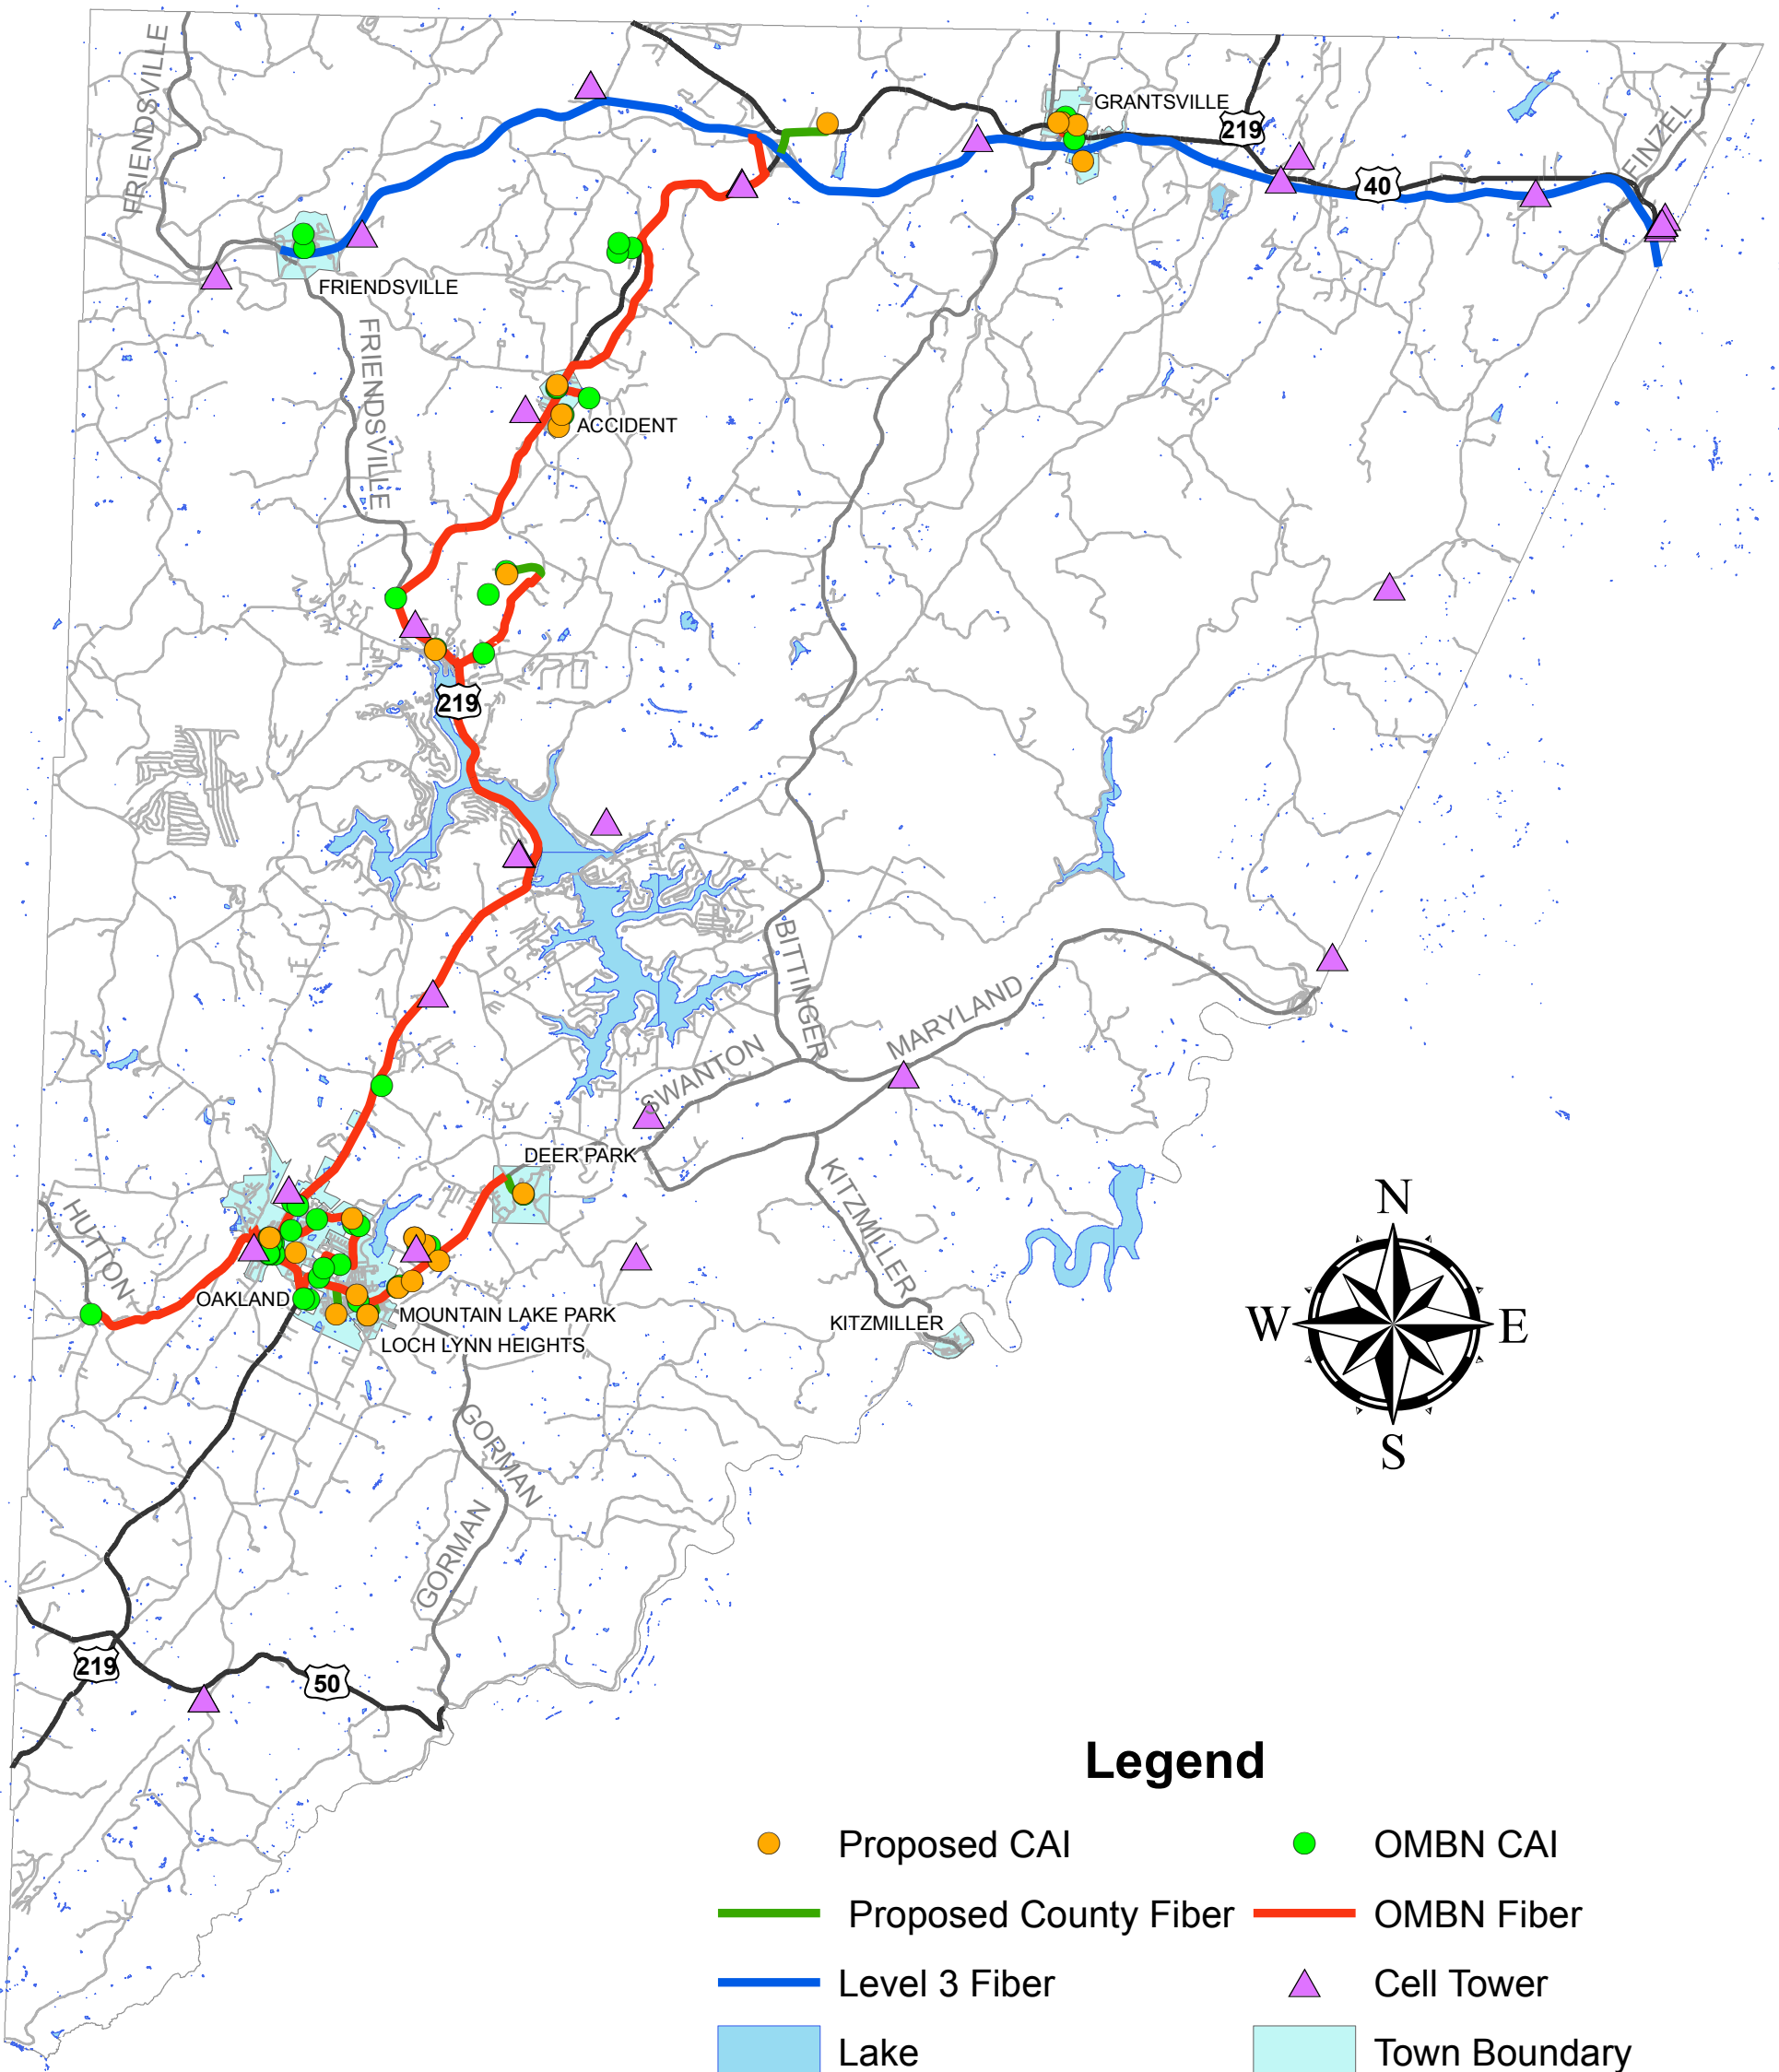 FRIENDSVILLE
GRANTSVILLE
219
FINZEL
40
FRIENDSVILLE
FRIENDSVILLE
ACCIDENT
219
BITTINGER
MARYLAND
SWANTON
DEER PARK
KITZMILLER
HUTTON
OAKLAND
MOUNTAIN LAKE PARK
LOCH LYNN HEIGHTS
KITZMILLER
N
W
E
S
GORMAN
GORMAN
219
50
Legend
Proposed CAI
OMBN CAI
Proposed County Fiber
OMBN Fiber
Level 3 Fiber
Cell Tower
Lake
Town Boundary